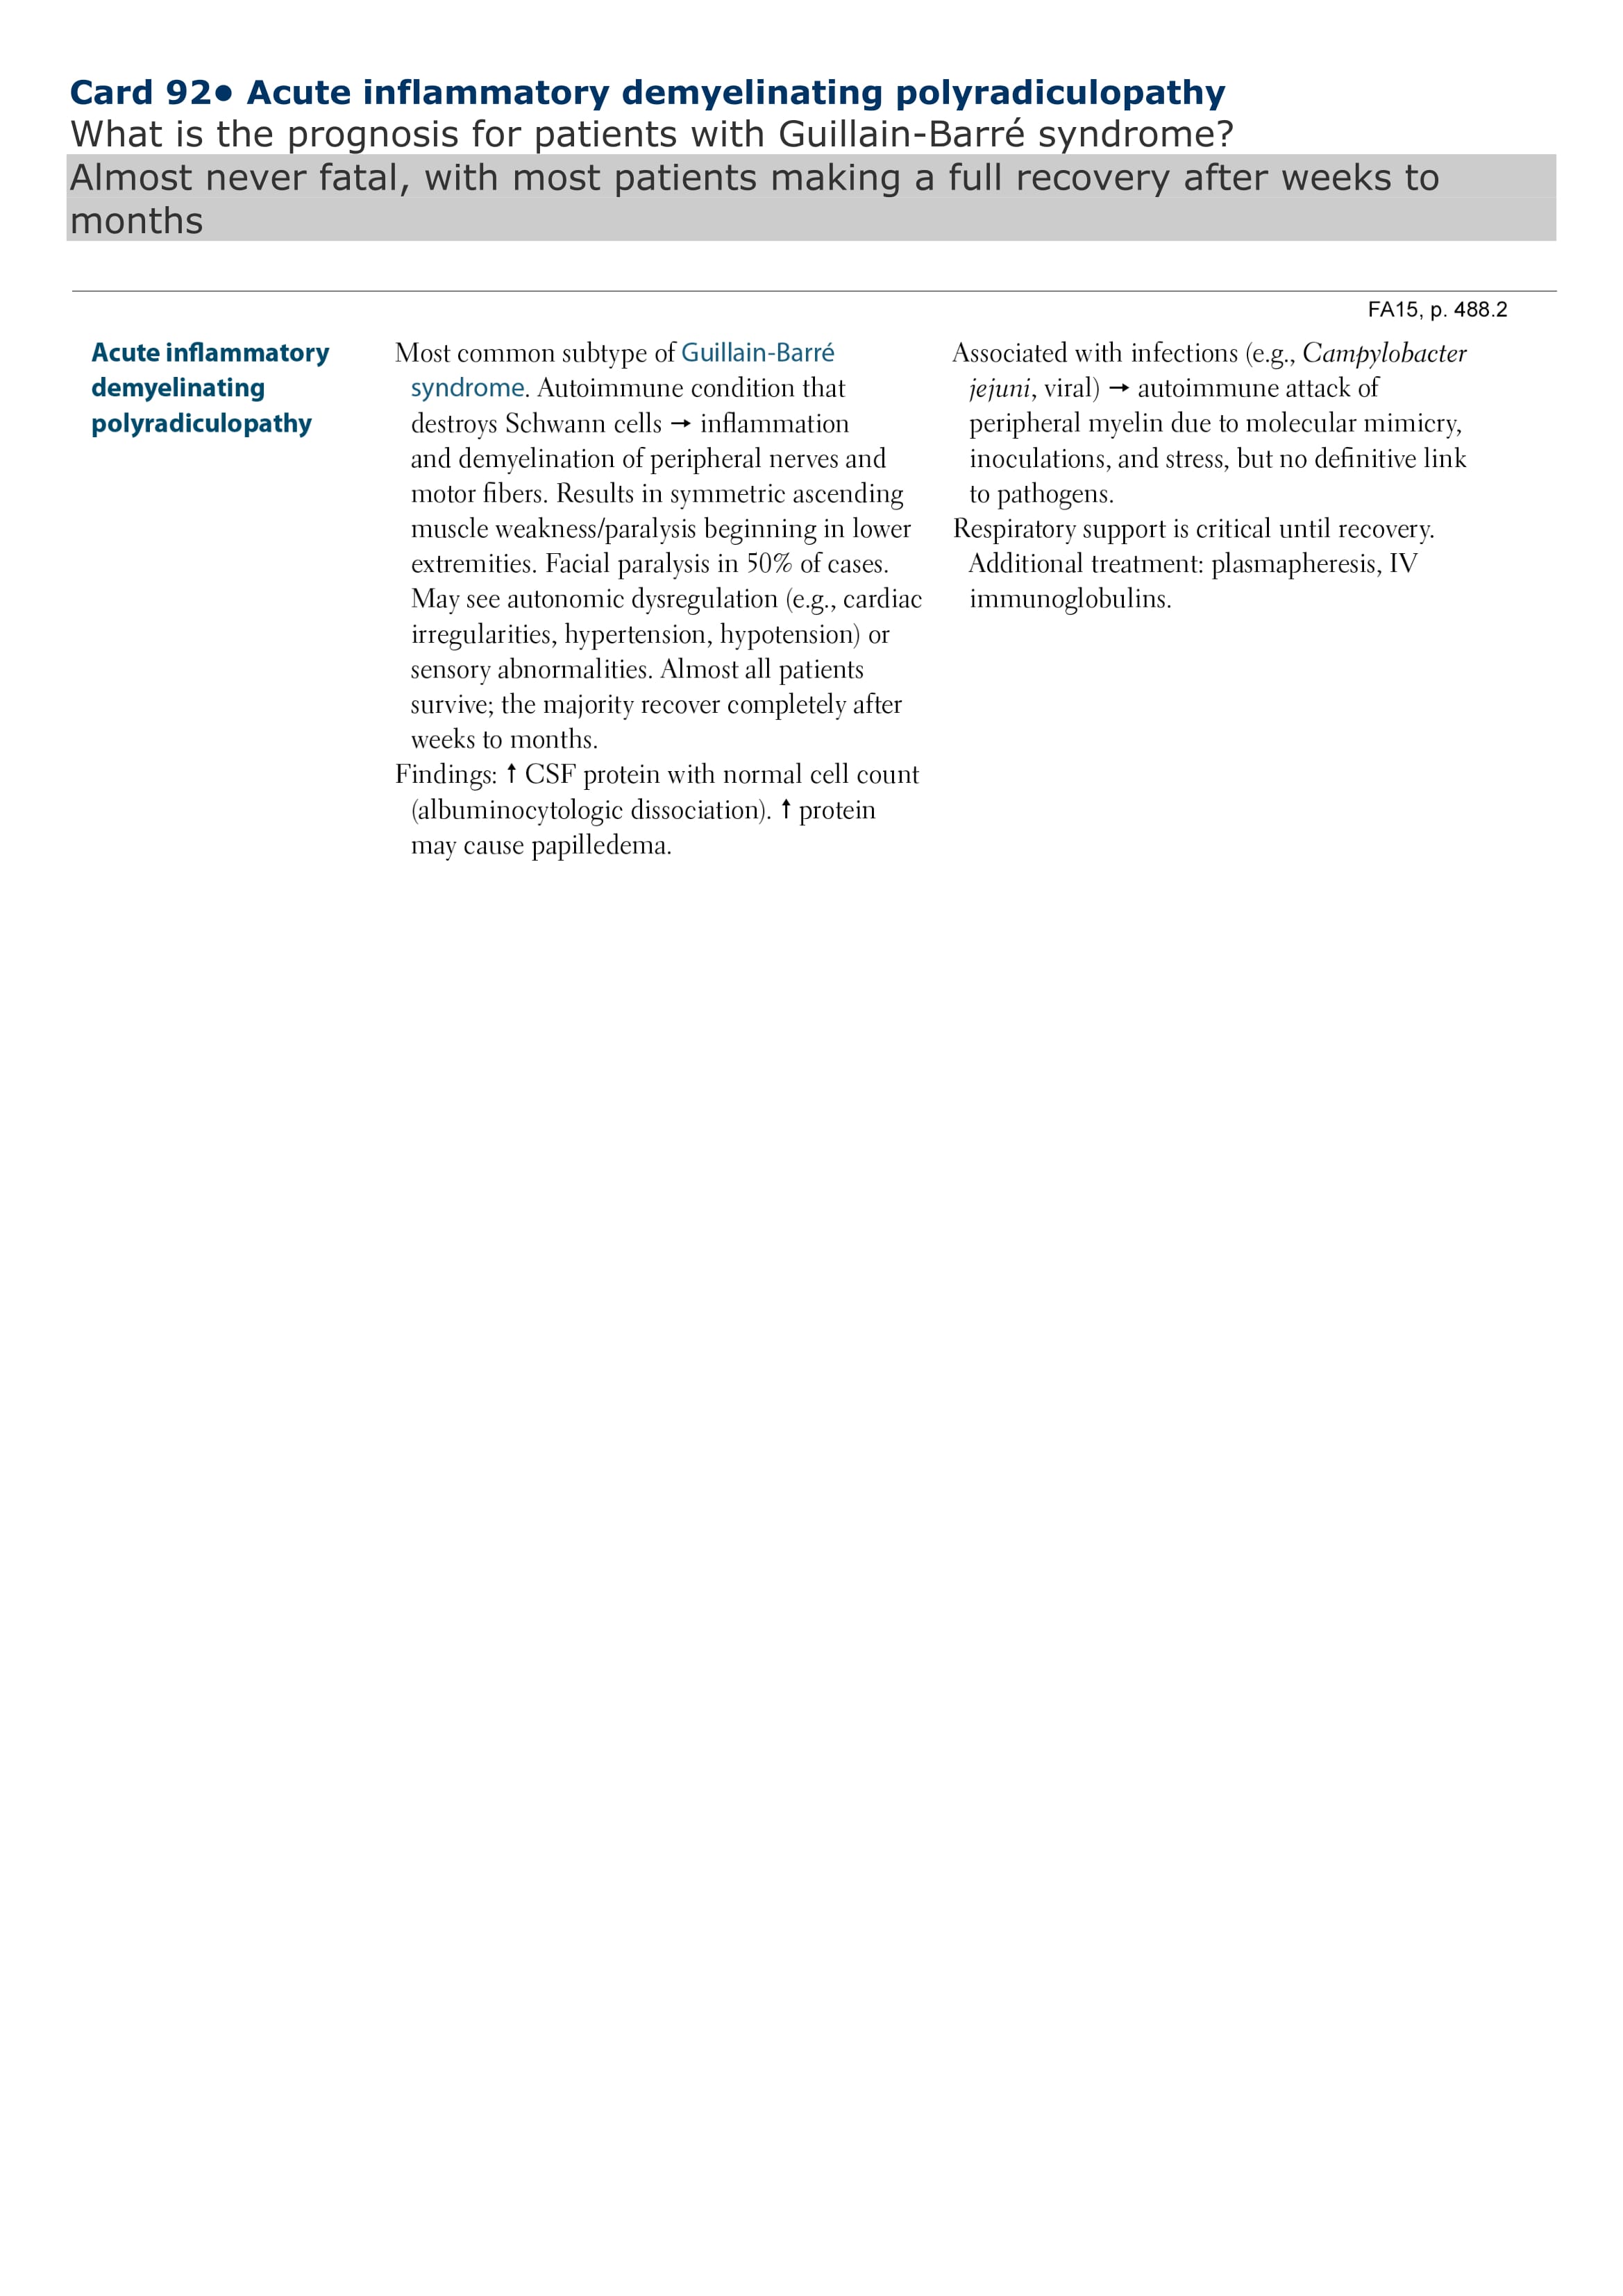 Card 92● Acute inflammatory demyelinating polyradiculopathy
What is the prognosis for patients with Guillain-Barré syndrome?
Almost never fatal, with most patients making a full recovery after weeks to
months
FA15, p. 488.2
Acute inflammatory
demyelinating
polyradiculopathy
Most common subtype of Guillain-Barré
syndrome. Autoimmune condition that
destroys Schwann cells → inflammation
and demyelination of peripheral nerves and
motor fibers. Results in symmetric ascending
muscle weakness/paralysis beginning in lower
extremities. Facial paralysis in 50% of cases.
May see autonomic dysregulation (e.g., cardiac
irregularities, hypertension, hypotension) or
sensory abnormalities. Almost all patients
survive; the majority recover completely after
weeks to months.
Findings: ↑ CSF protein with normal cell count
(albuminocytologic dissociation). ↑ protein
may cause papilledema.
Associated with infections (e.g., Campylobacter
jejuni, viral) → autoimmune attack of
peripheral myelin due to molecular mimicry,
inoculations, and stress, but no definitive link
to pathogens.
Respiratory support is critical until recovery.
Additional treatment: plasmapheresis, IV
immunoglobulins.